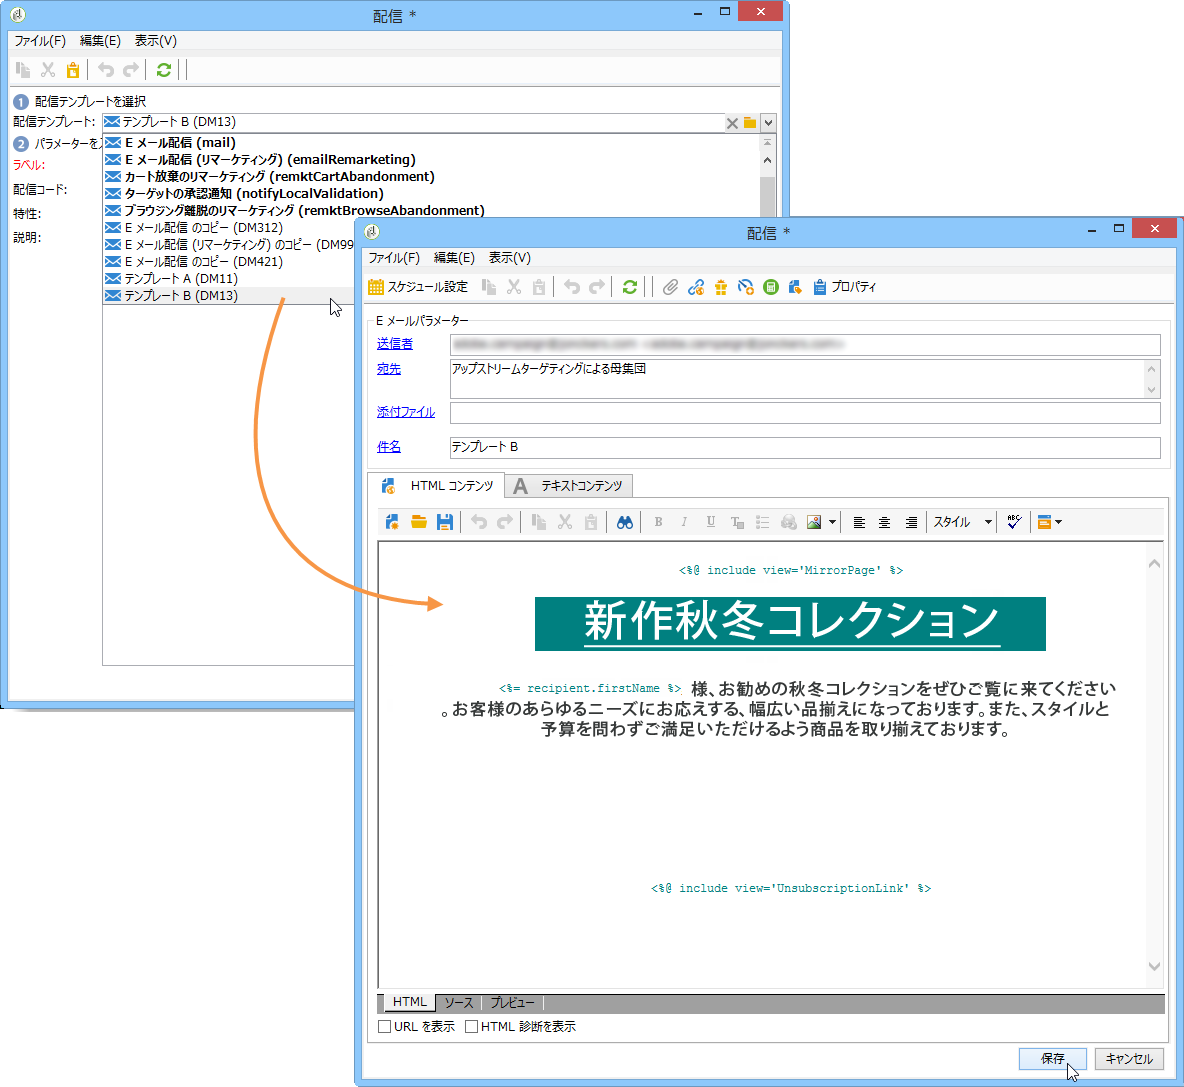 配信 *
ファイル(F) 編集(E) 表示(V)
1 配信テンプレートを選択
配信テンプレート: テンプレート B (DM13)
2 パラメーターを
E メール配信 (mail)
E メール配信 (リマーケティング) (emailRemarketing)
ラベル:
カート放棄のリマーケティング (remktCartAbandonment)
配信コード:
ターゲットの承認通知 (notifyLocalValidation)
特性:
ブラウジング離脱のリマーケティング (remktBrowseAbandonment)
E メール配信 のコピー (DM312)
説明:
E メール配信 (リマーケティング) のコピー (DM99
E メール配信 のコピー (DM421)
テンプレート A (DM11)
テンプレート B (DM13)
配信 *
ファイル(F) 編集(E) 表示(V)
スケジュール設定 プロパティ
E メールパラメーター
送信者
宛先 アップストリームターゲティングによる母集団
添付ファイル
件名 テンプレート B
HTML コンテンツ A テキストコンテンツ
B I U スタイル ABC
<%@ include view='MirrorPage' %>
新作秋冬コレクション
<%= recipient.firstName %> 様、お勧めの秋冬コレクションをぜひご覧に来てください
。お客様のあらゆるニーズにお応えする、幅広い品揃えになっております。また、スタイルと
予算を問わずご満足いただけるよう商品を取り揃えております。
<%@ include view='UnsubscriptionLink' %>
HTML ソース プレビュー
URL を表示 HTML 診断を表示
保存 キャンセル